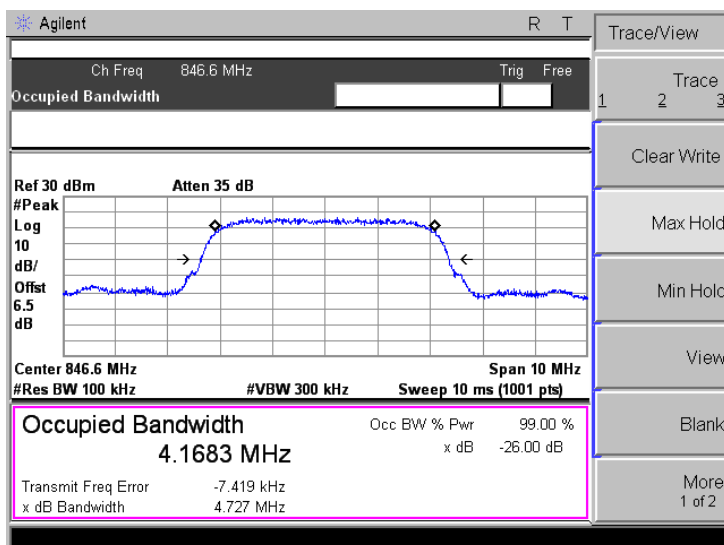 Agilent R T
Ch Freq 846.6 MHz Trig Free
Occupied Bandwidth
Ref 30 dBm Atten 35 dB
#Peak
Log
10
dB/
Offst
6.5
dB
Center 846.6 MHz Span 10 MHz
#Res BW 100 kHz #VBW 300 kHz Sweep 10 ms (1001 pts)
Occupied Bandwidth
4.1683 MHz
Occ BW % Pwr 99.00 %
x dB -26.00 dB
Transmit Freq Error -7.419 kHz
x dB Bandwidth 4.727 MHz
Trace/View
Trace
1 2 3
Clear Write
Max Hold
Min Hold
View
Blank
More
1 of 2